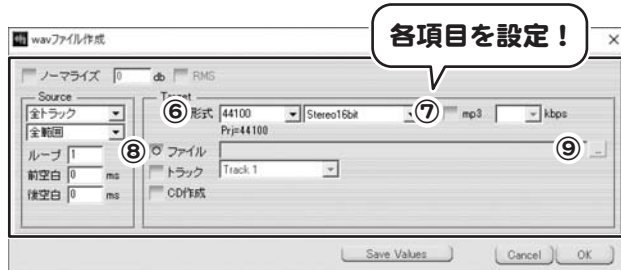 wavファイル作成
各項目を設定！
×
ノーマライズ 0 db RMS
Source
Target
全トラック
⑥ 形式 44100 Stereo16bit ⑦ mp3 kbps
全範囲
Prj=44100
ループ 1
⑧ ファイル ⑨ ...
前空白 0 ms
トラック Track 1
後空白 0 ms
CD作成
Save Values Cancel OK